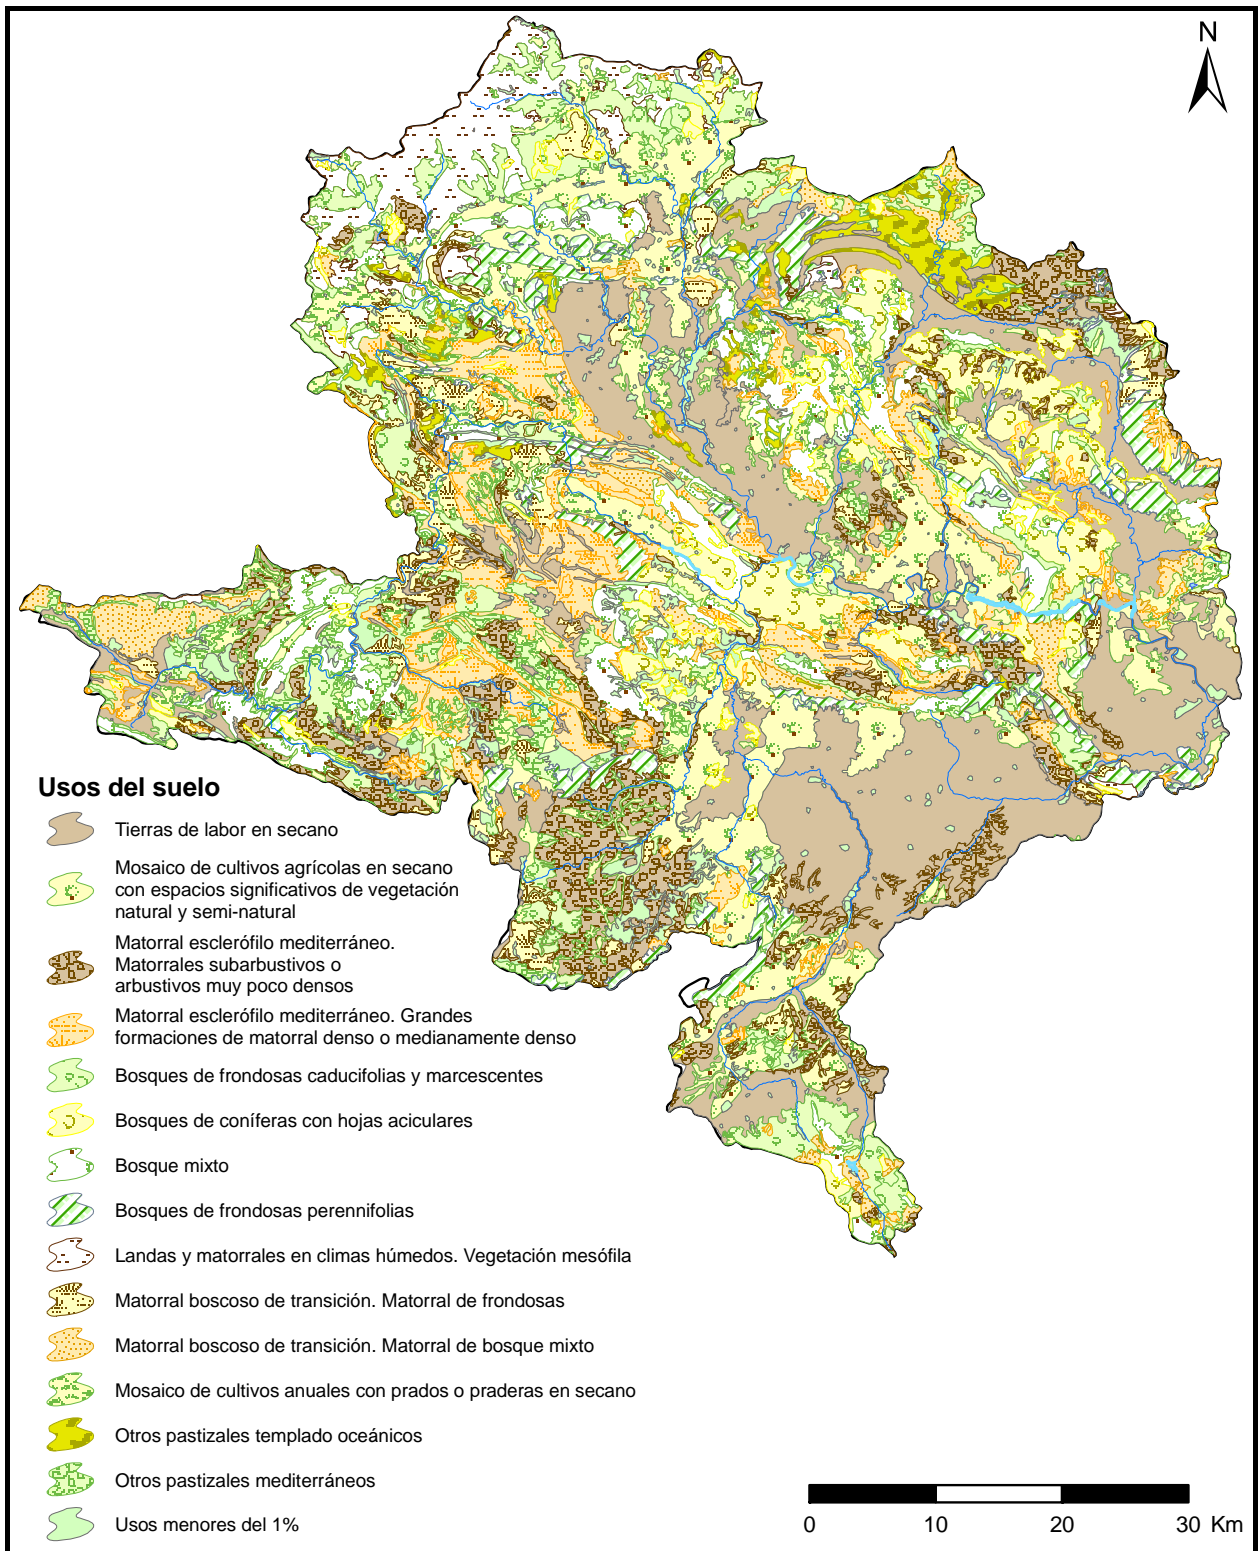 N
Usos del suelo
Tierras de labor en secano
Mosaico de cultivos agrícolas en secano
con espacios significativos de vegetación
natural y semi-natural
Matorral esclerófilo mediterráneo.
Matorrales subarbustivos o
arbustivos muy poco densos
Matorral esclerófilo mediterráneo. Grandes
formaciones de matorral denso o medianamente denso
Bosques de frondosas caducifolias y marcescentes
Bosques de coníferas con hojas aciculares
Bosque mixto
Bosques de frondosas perennifolias
Landas y matorrales en climas húmedos. Vegetación mesófila
Matorral boscoso de transición. Matorral de frondosas
Matorral boscoso de transición. Matorral de bosque mixto
Mosaico de cultivos anuales con prados o praderas en secano
Otros pastizales templado oceánicos
Otros pastizales mediterráneos
Usos menores del 1%
0 10 20 30 Km